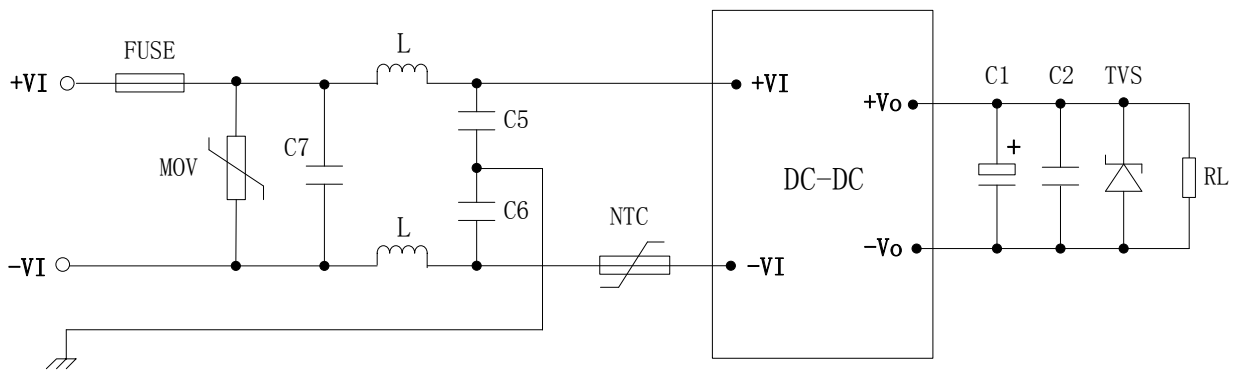 FUSE
L
+VI
MOV
C7
C5
C6
L
NTC
-VI
+VI
DC-DC
-VI
+Vo
-Vo
C1
+
C2
TVS
RL